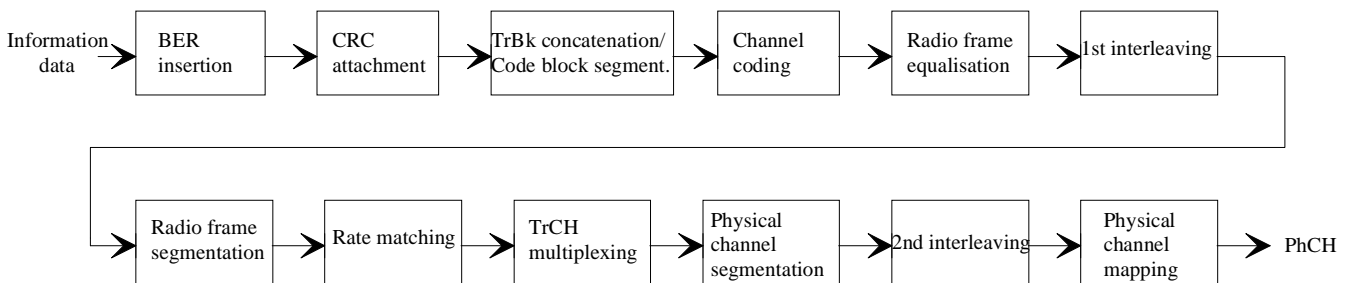 Information
data
BER
insertion
CRC
attachment
TrBk concatenation/
Code block segment.
Channel
coding
Radio frame
equalisation
1st interleaving
Radio frame
segmentation
Rate matching
TrCH
multiplexing
Physical
channel
segmentation
2nd interleaving
Physical
channel
mapping
PhCH